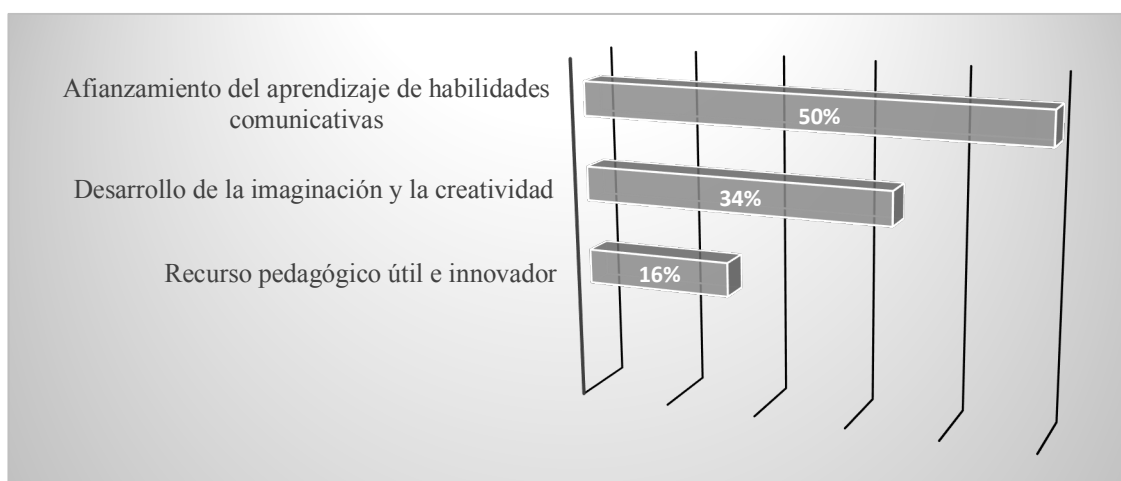 Afianzamiento del aprendizaje de habilidades
comunicativas
50%
Desarrollo de la imaginación y la creatividad
34%
Recurso pedagógico útil e innovador
16%